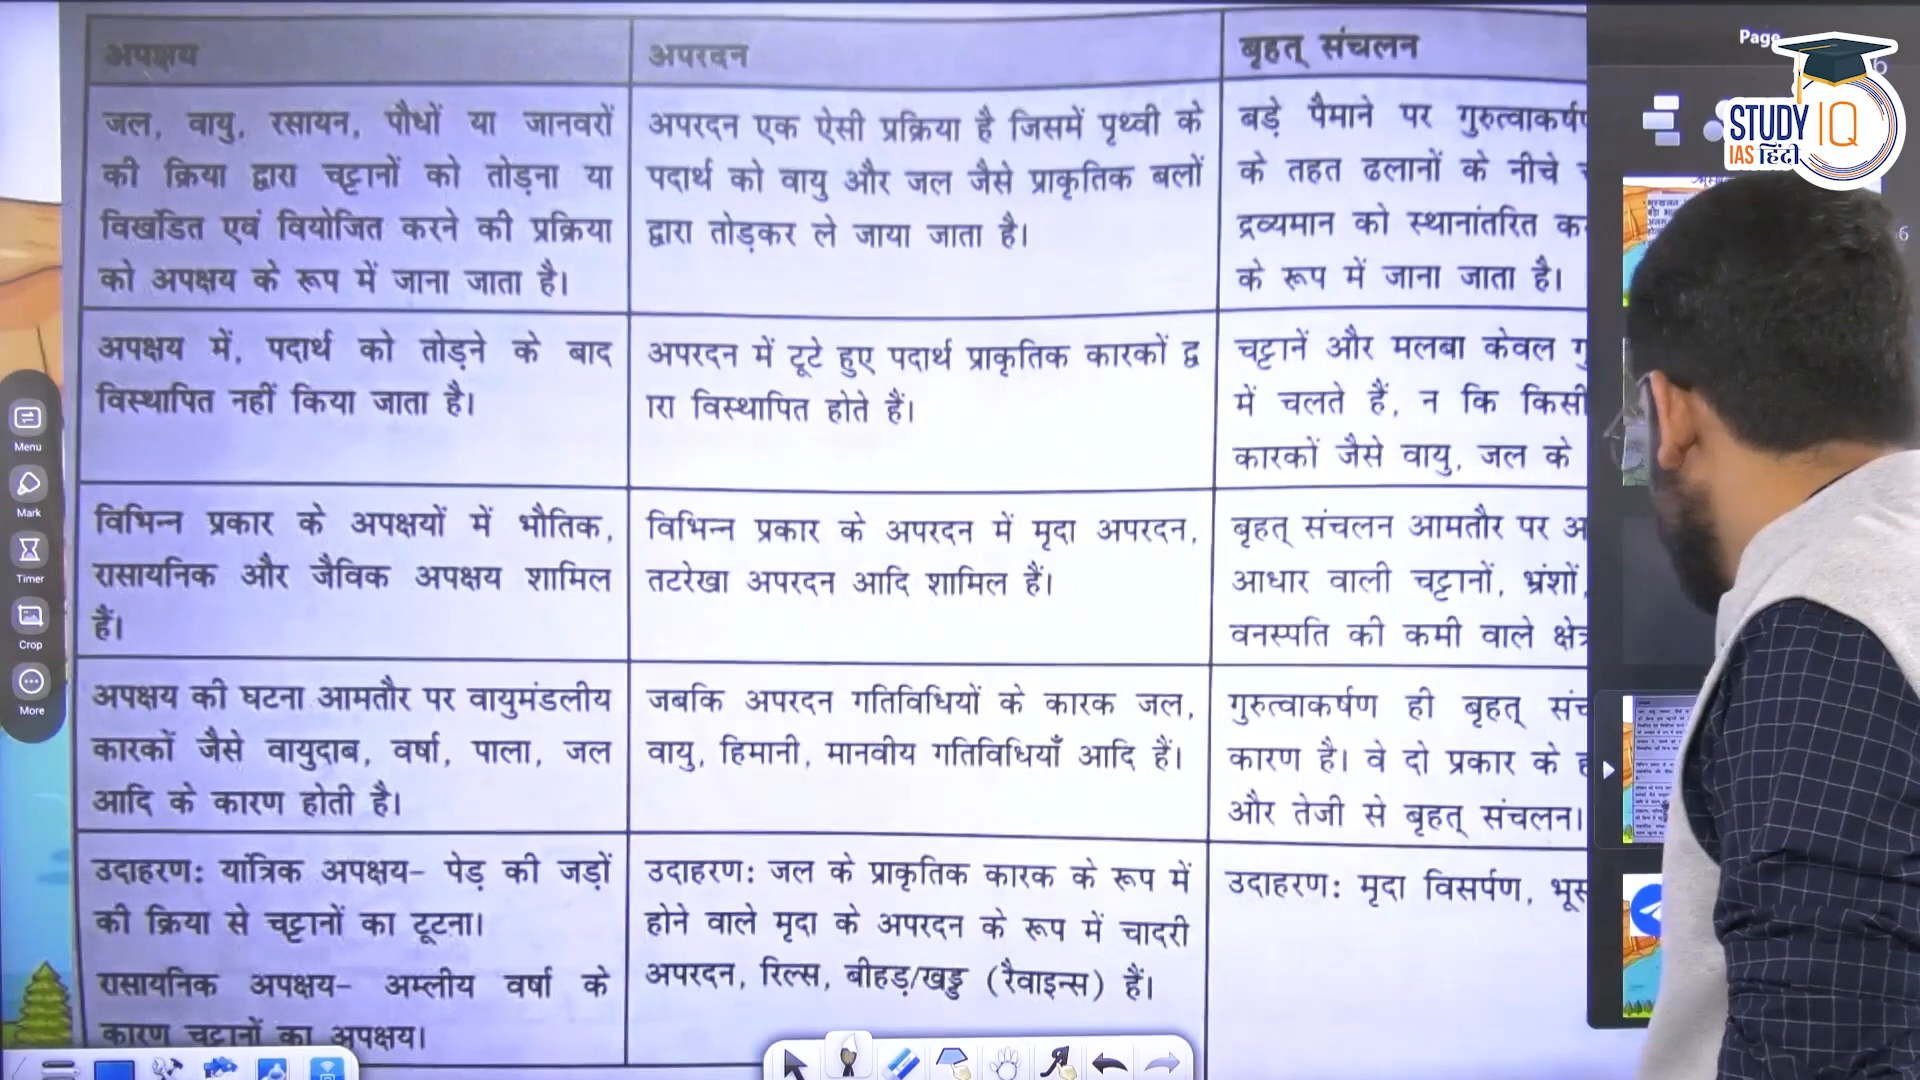 अपक्षय
जल, वायु, रसायन, पौधों या जानवरों
की क्रिया द्वारा चट्टानों को तोड़ना या
विखंडित एवं वियोजित करने की प्रक्रिया
को अपक्षय के रूप में जाना जाता है।
अपक्षय में, पदार्थ को तोड़ने के बाद
विस्थापित नहीं किया जाता है।
विभिन्न प्रकार के अपक्षयों में भौतिक,
रासायनिक और जैविक अपक्षय शामिल
हैं।
अपक्षय की घटना आमतौर पर वायुमंडलीय
कारकों जैसे वायुदाब, वर्षा, पाला, जल
आदि के कारण होती है।
उदाहरण: यांत्रिक अपक्षय– पेड़ की जड़ों
की क्रिया से चट्टानों का टूटना।
रासायनिक अपक्षय– अम्लीय वर्षा के
कारण चट्टानों का अपक्षय।
अपरदन
अपरदन एक ऐसी प्रक्रिया है जिसमें पृथ्वी के
पदार्थ को वायु और जल जैसे प्राकृतिक बलों
द्वारा तोड़कर ले जाया जाता है।
अपरदन में टूटे हुए पदार्थ प्राकृतिक कारकों द्व
ारा विस्थापित होते हैं।
विभिन्न प्रकार के अपरदन में मृदा अपरदन,
तटरेखा अपरदन आदि शामिल हैं।
जबकि अपरदन गतिविधियों के कारक जल,
वायु, हिमानी, मानवीय गतिविधियाँ आदि हैं।
उदाहरण: जल के प्राकृतिक कारक के रूप में
होने वाले मृदा के अपरदन के रूप में चादरी
अपरदन, रिल्स, बीहड़/खड्ड (रैवाइन्स) हैं।
बृहत् संचलन
बड़े पैमाने पर गुरुत्वाकर्षण
के तहत ढलानों के नीचे
द्रव्यमान को स्थानांतरित
के रूप में जाना जाता है।
चट्टानें और मलबा केवल
में चलते हैं, न कि किसी
कारकों जैसे वायु, जल के
बृहत् संचलन आमतौर पर
आधार वाली चट्टानों, भ्रंशों,
वनस्पति की कमी वाले
गुरुत्वाकर्षण ही बृहत्
कारण है। वे दो प्रकार के
और तेजी से बृहत् संचलन।
उदाहरण: मृदा विसर्पण,
Page
STUDY IQ
IAS हिंदी
Menu
Mark
Timer
Crop
More